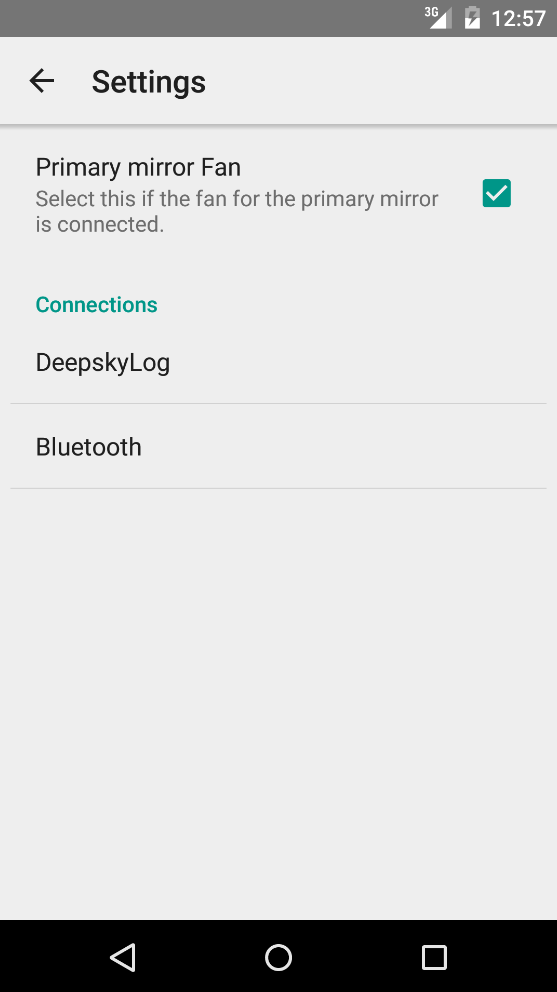 3G 12:57
Settings
Primary mirror Fan
Select this if the fan for the primary mirror
is connected.
Connections
DeepskyLog
Bluetooth